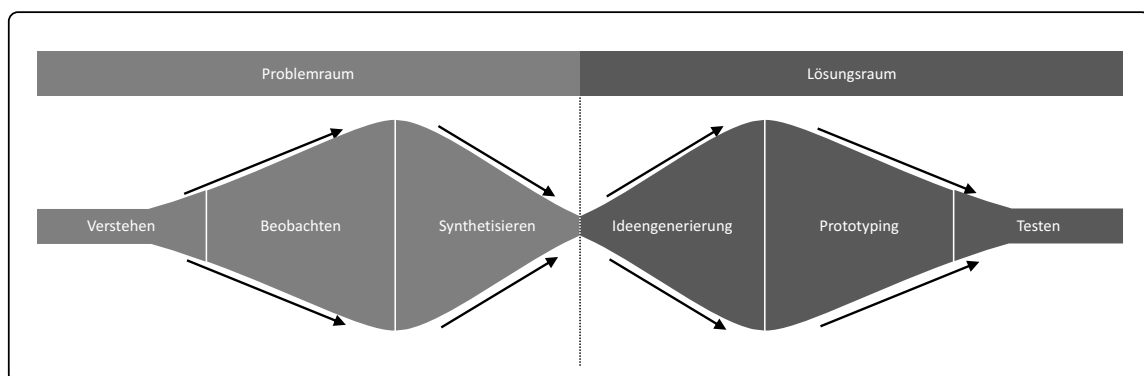 Problemraum
Lösungsraum
Verstehen
Beobachten
Synthetisieren
Ideengenerierung
Prototyping
Testen